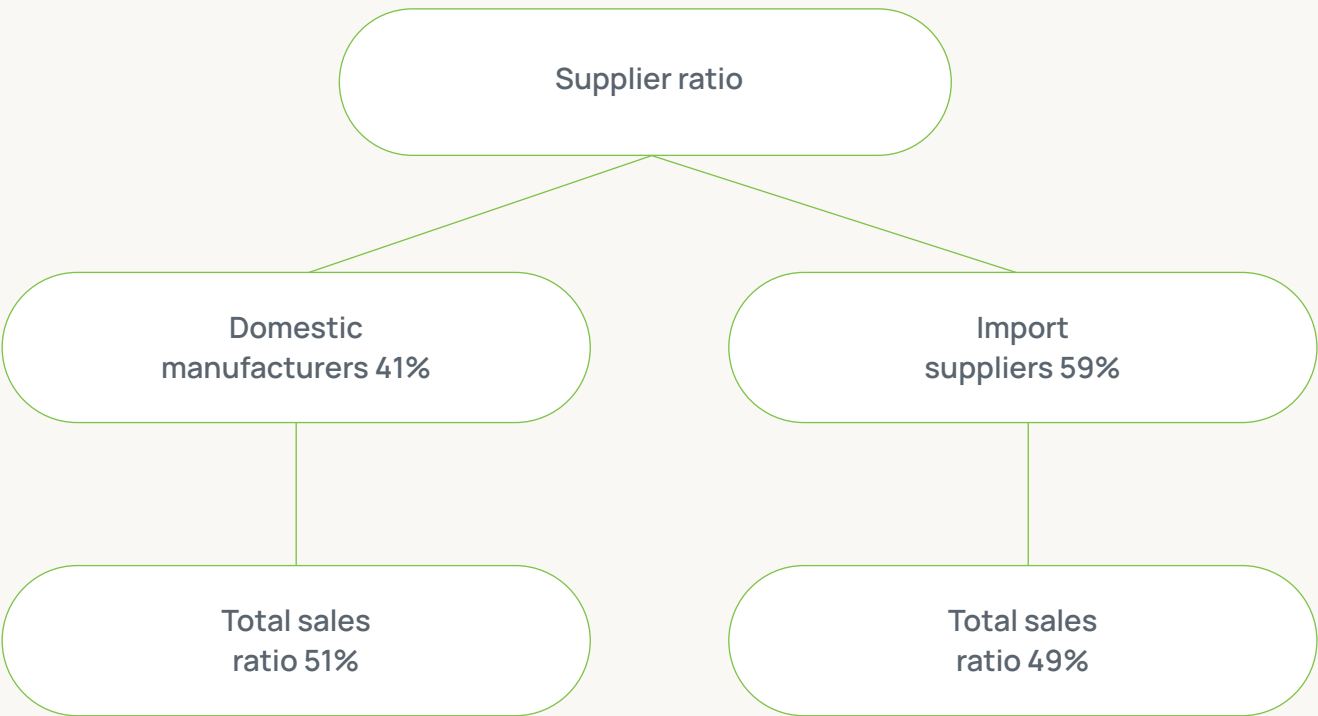 Supplier ratio
Domestic
manufacturers 41%
Import
suppliers 59%
Total sales
ratio 51%
Total sales
ratio 49%